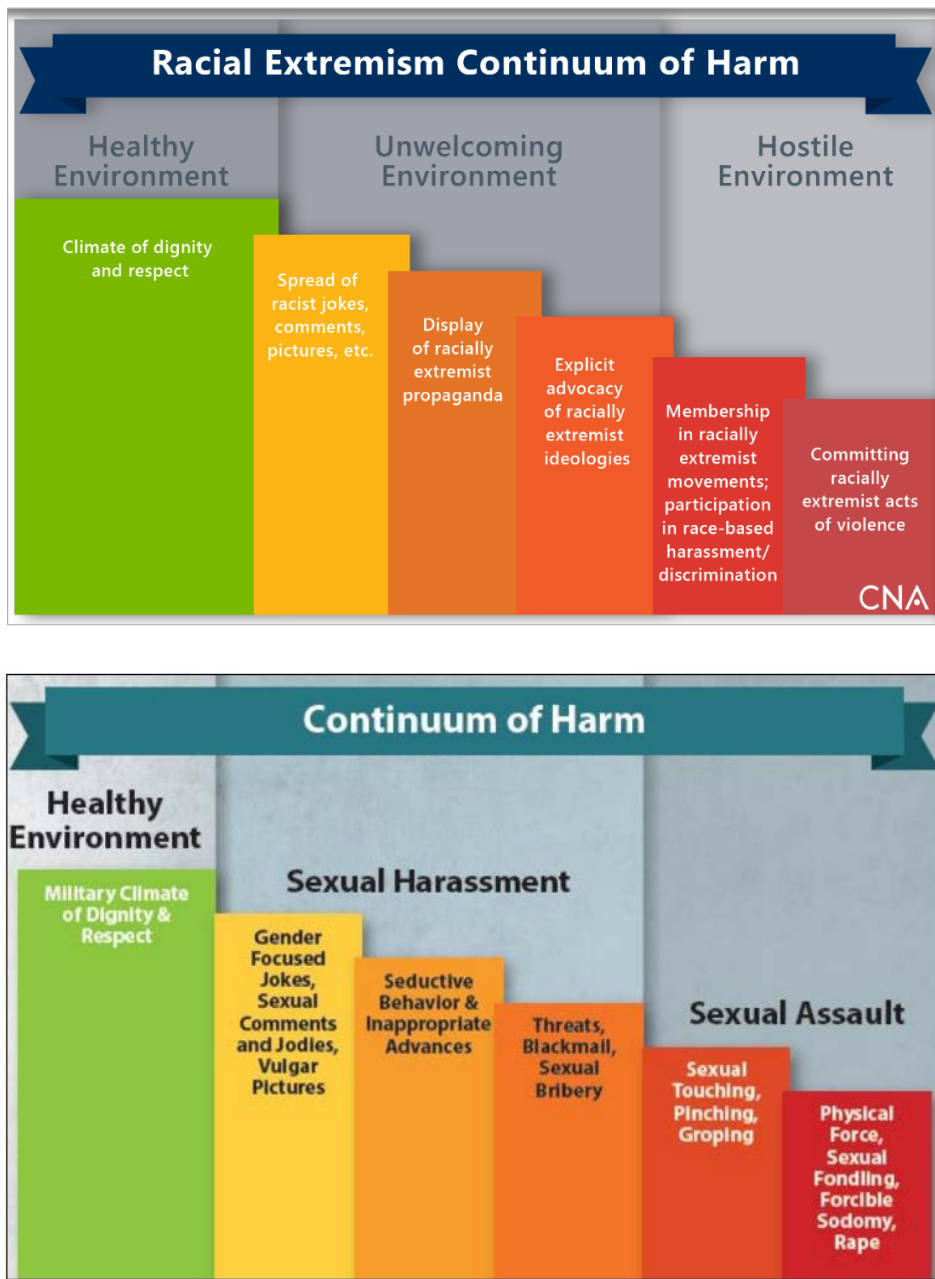 Racial Extremism Continuum of Harm
Healthy
Environment
Unwelcoming
Environment
Hostile
Environment
Climate of dignity
and respect
Spread of
racist jokes,
comments,
pictures, etc.
Display
of racially
extremist
propaganda
Explicit
advocacy
of racially
extremist
ideologies
Membership
in racially
extremist
movements;
participation
in race-based
harassment/
discrimination
Committing
racially
extremist acts
of violence
CNA
Continuum of Harm
Healthy
Environment
Sexual Harassment
Sexual Assault
Military Climate
of Dignity &
Respect
Gender
Focused
Jokes,
Sexual
Comments
and Jodies,
Vulgar
Pictures
Seductive
Behavior &
Inappropriate
Advances
Threats,
Blackmail,
Sexual
Bribery
Sexual
Touching,
Pinching,
Groping
Physical
Force,
Sexual
Fondling,
Forcible
Sodomy,
Rape